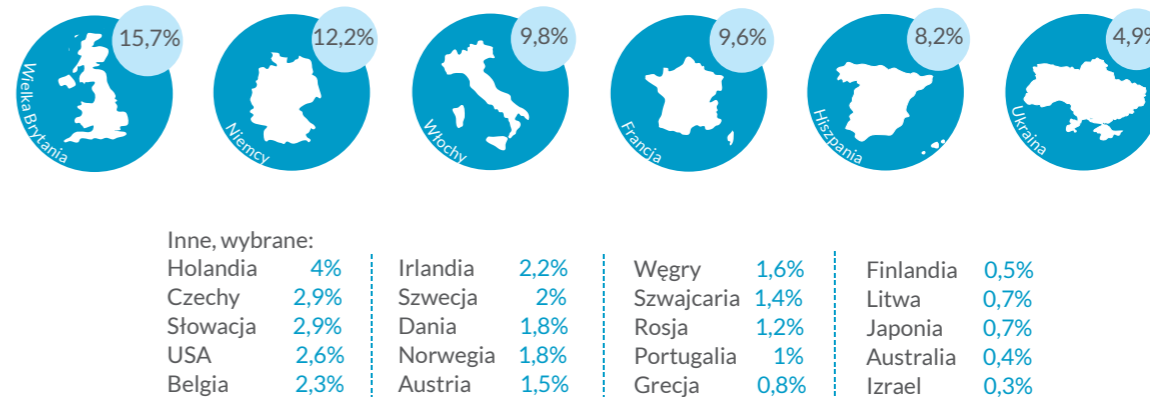 15,7%
Wielka Brytania
12,2%
Niemcy
9,8%
Włochy
9,6%
Francja
8,2%
Hiszpania
4,9%
Ukraina
Inne, wybrane:
Holandia 4%
Czechy 2,9%
Słowacja 2,9%
USA 2,6%
Belgia 2,3%
Irlandia 2,2%
Szwecja 2%
Dania 1,8%
Norwegia 1,8%
Austria 1,5%
Węgry 1,6%
Szwajcaria 1,4%
Rosja 1,2%
Portugalia 1%
Grecja 0,8%
Finlandia 0,5%
Litwa 0,7%
Japonia 0,7%
Australia 0,4%
Izrael 0,3%